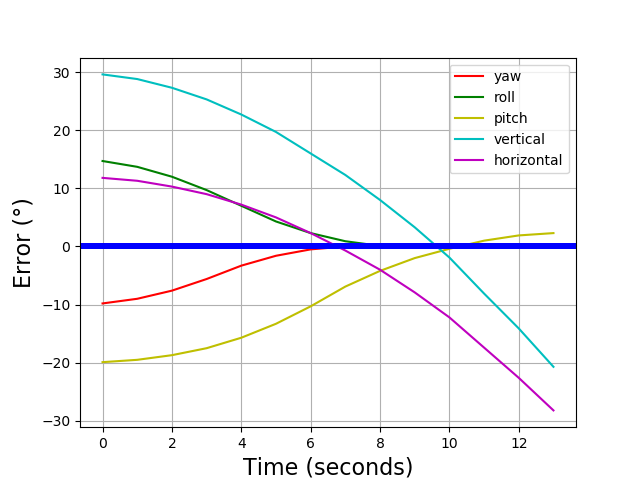 yaw
roll
pitch
vertical
horizontal
30
20
10
0
−10
−20
−30
Error (°)
0 2 4 6 8 10 12
Time (seconds)